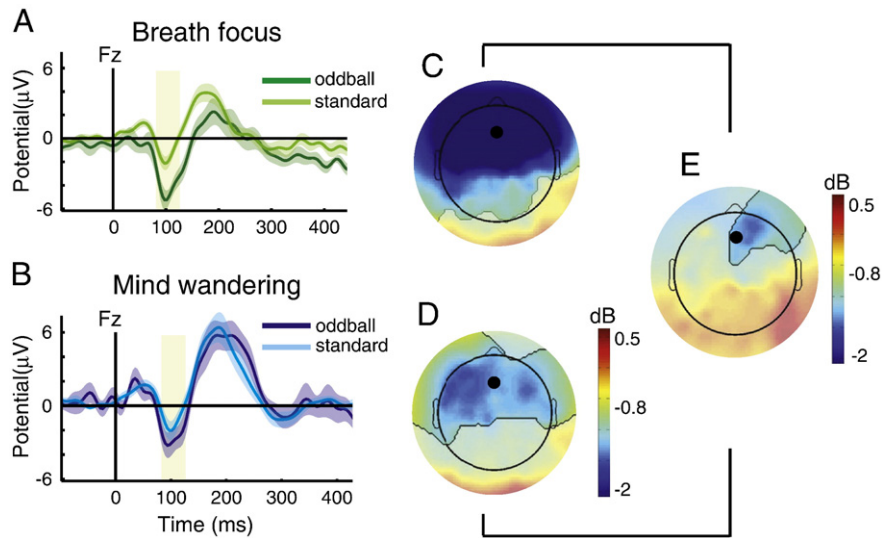 A
Breath focus
Fz
6
0
-6
Potential(μV)
oddball
standard
0 100 200 300 400
B
Mind wandering
Fz
6
0
-6
Potential(μV)
oddball
standard
0 100 200 300 400
Time (ms)
C
D
dB
0.5
-0.8
-2
E
dB
0.5
-0.8
-2